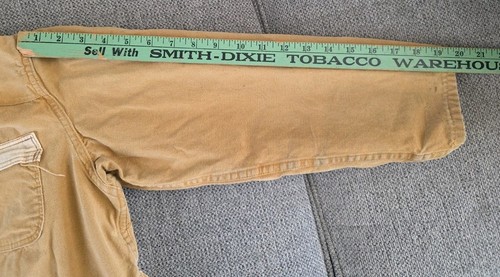 1 2 3 4 5 6 7 8 9 10 11 12 13 14 15 16 17 18 19 20 21
Sell With SMITH-DIXIE TOBACCO WAREHOUS